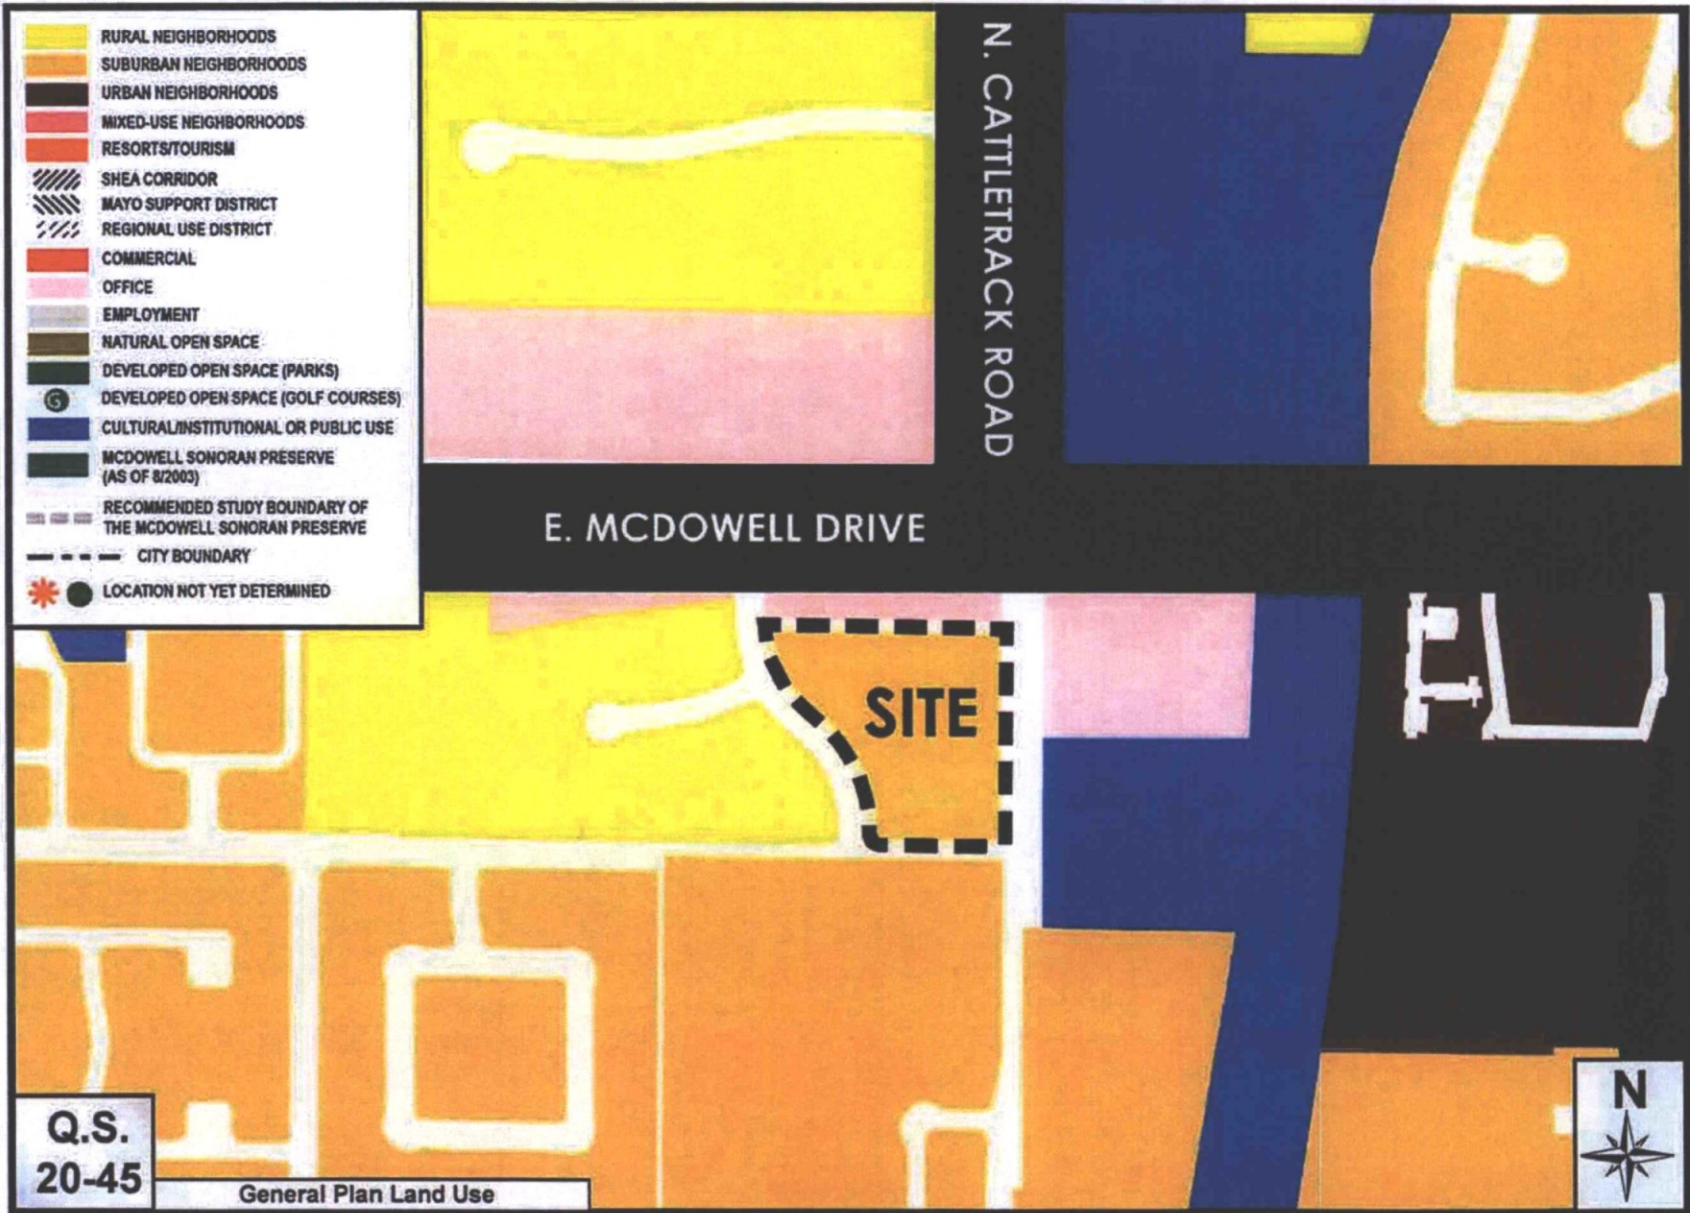 RURAL NEIGHBORHOODS
SUBURBAN NEIGHBORHOODS
URBAN NEIGHBORHOODS
MIXED-USE NEIGHBORHOODS
RESORTS/TOURISM
SHEA CORRIDOR
MAYO SUPPORT DISTRICT
REGIONAL USE DISTRICT
COMMERCIAL
OFFICE
EMPLOYMENT
NATURAL OPEN SPACE
DEVELOPED OPEN SPACE (PARKS)
G
DEVELOPED OPEN SPACE (GOLF COURSES)
CULTURAL/INSTITUTIONAL OR PUBLIC USE
MCDOWELL SONORAN PRESERVE
(AS OF 8/2003)
RECOMMENDED STUDY BOUNDARY OF
THE MCDOWELL SONORAN PRESERVE
CITY BOUNDARY
LOCATION NOT YET DETERMINED
N. CATTLETRACK ROAD
E. MCDOWELL DRIVE
SITE
Q.S.
20-45
General Plan Land Use
N